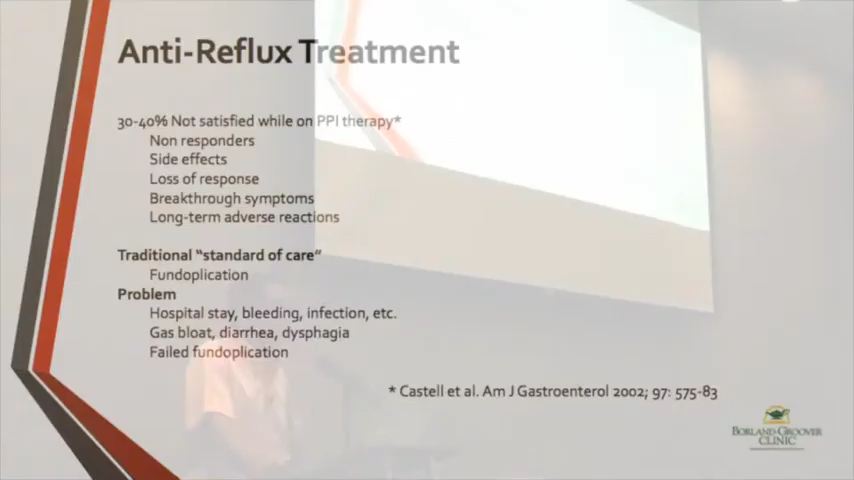 Anti-Reflux Treatment
30-40% Not satisfied while on PPI therapy*
Non responders
Side effects
Loss of response
Breakthrough symptoms
Long-term adverse reactions
Traditional “standard of care”
Fundoplication
Problem
Hospital stay, bleeding, infection, etc.
Gas bloat, diarrhea, dysphagia
Failed fundoplication
* Castell et al. Am J Gastroenterol 2002; 97: 575-83
BORLAND-GROOVER
CLINIC